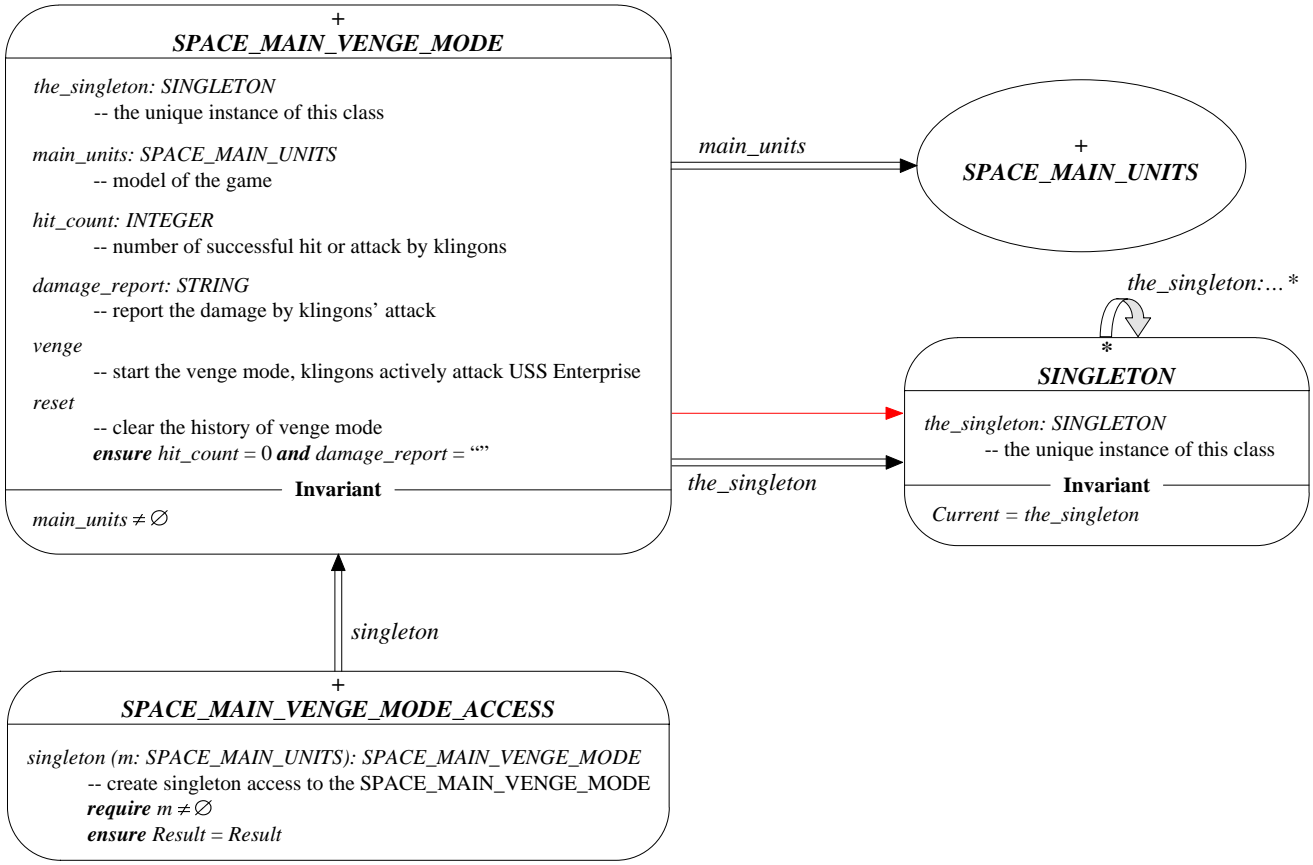 +
SPACE_MAIN_VENGE_MODE
the_singleton: SINGLETON
-- the unique instance of this class
main_units: SPACE_MAIN_UNITS
-- model of the game
hit_count: INTEGER
-- number of successful hit or attack by klingons
damage_report: STRING
-- report the damage by klingons’ attack
venge
-- start the venge mode, klingons actively attack USS Enterprise
reset
-- clear the history of venge mode
ensure hit_count = 0 and damage_report = “”
Invariant
main_units ≠ ∅
main_units
+
SPACE_MAIN_UNITS
the_singleton:…*
*
SINGLETON
the_singleton: SINGLETON
-- the unique instance of this class
Invariant
Current = the_singleton
the_singleton
singleton
+
SPACE_MAIN_VENGE_MODE_ACCESS
singleton (m: SPACE_MAIN_UNITS): SPACE_MAIN_VENGE_MODE
-- create singleton access to the SPACE_MAIN_VENGE_MODE
require m ≠ ∅
ensure Result = Result